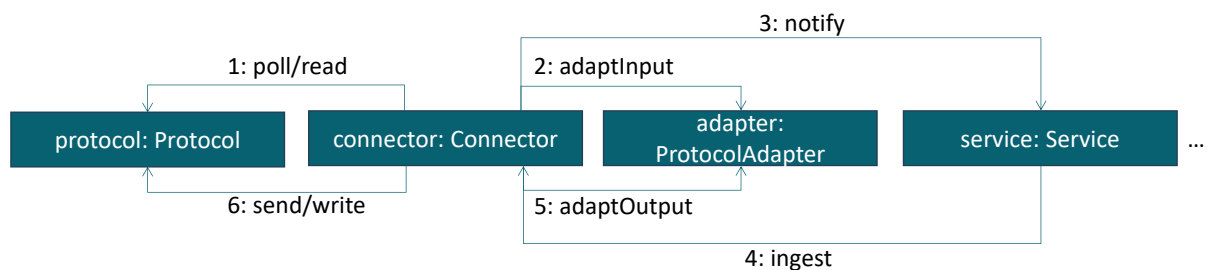 3: notify
1: poll/read
2: adaptInput
protocol: Protocol
connector: Connector
adapter:
ProtocolAdapter
service: Service
...
6: send/write
5: adaptOutput
4: ingest